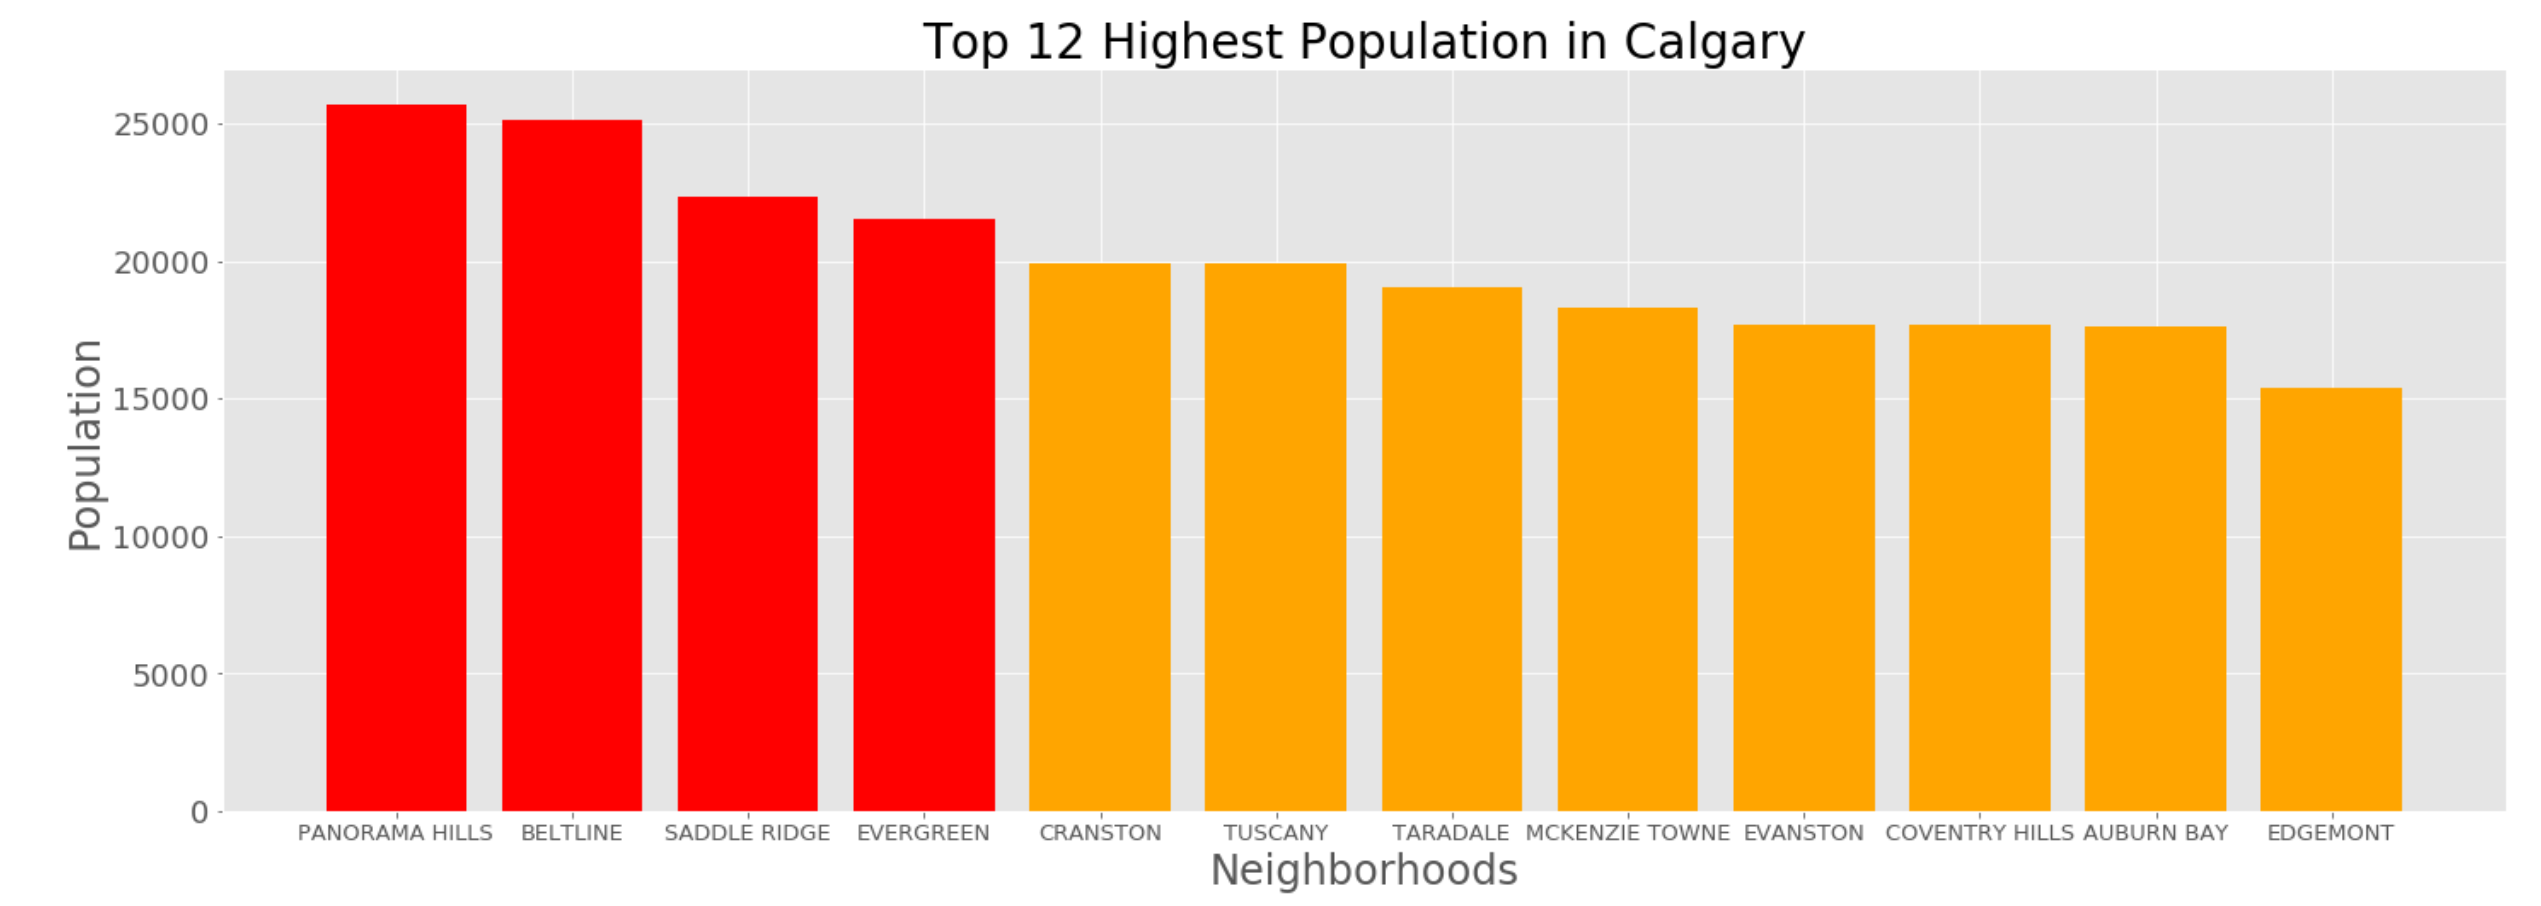 Top 12 Highest Population in Calgary
25000
20000
15000
10000
5000
0
Population
PANORAMA HILLS BELTLINE SADDLE RIDGE EVERGREEN CRANSTON TUSCANY TARADALE MCKENZIE TOWNE EVANSTON COVENTRY HILLS AUBURN BAY EDGEMONT
Neighborhoods